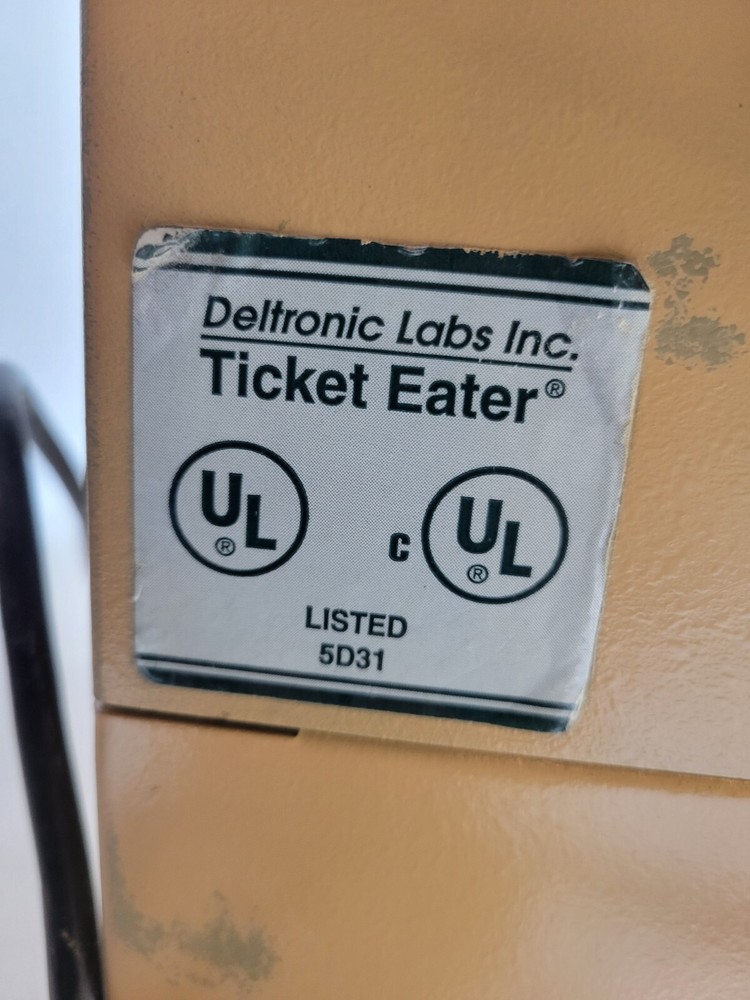 Deltronic Labs Inc.
Ticket Eater®
UL® C UL®
LISTED
5D31